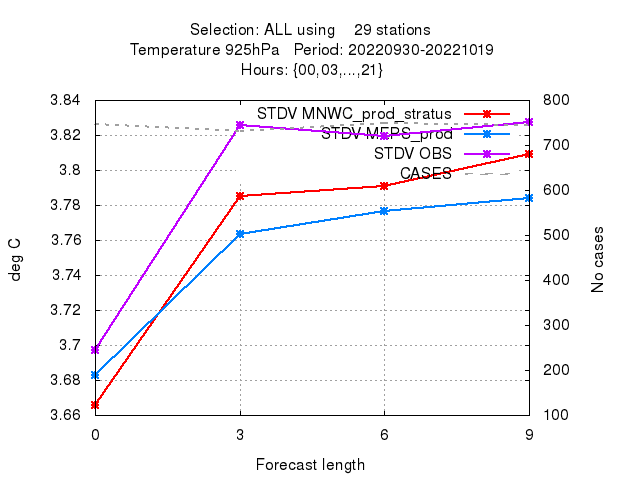 Selection: ALL using 29 stations
Temperature 925hPa Period: 20220930-20221019
Hours: {00,03,...,21}
3.84
3.82
3.8
3.78
3.76
3.74
3.72
3.7
3.68
3.66
deg C
STDV MNWC_prod_stratus
STDV MEPS_prod
STDV OBS
CASES
800
700
600
500
400
300
200
100
No cases
0 3 6 9
Forecast length